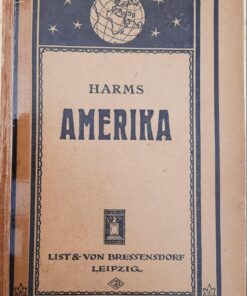 HARMS
AMERIKA
LIST & VON BRESSENSDORF
LEIPZIG